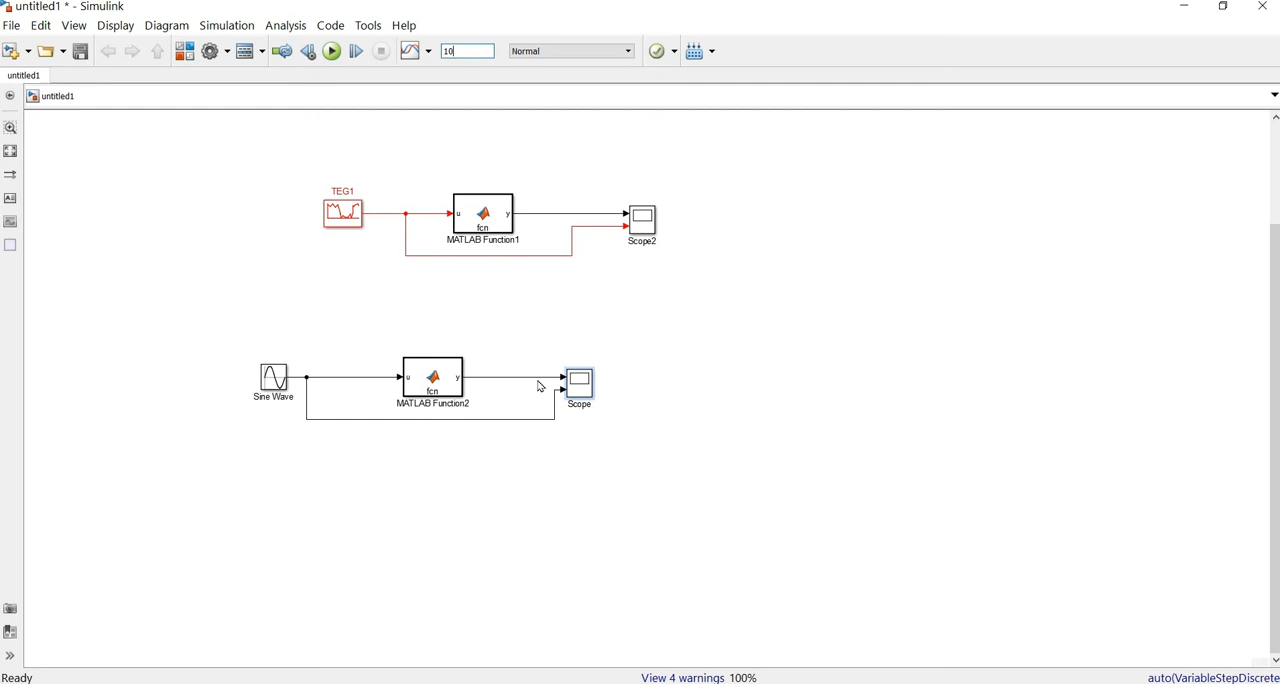 untitled1 * - Simulink
File Edit View Display Diagram Simulation Analysis Code Tools Help
10 Normal
untitled1
untitled1
TEG1
u fcn y
MATLAB Function1
Scope2
Sine Wave
u fcn y
MATLAB Function2
Scope
Ready View 4 warnings 100% auto(VariableStepDiscrete